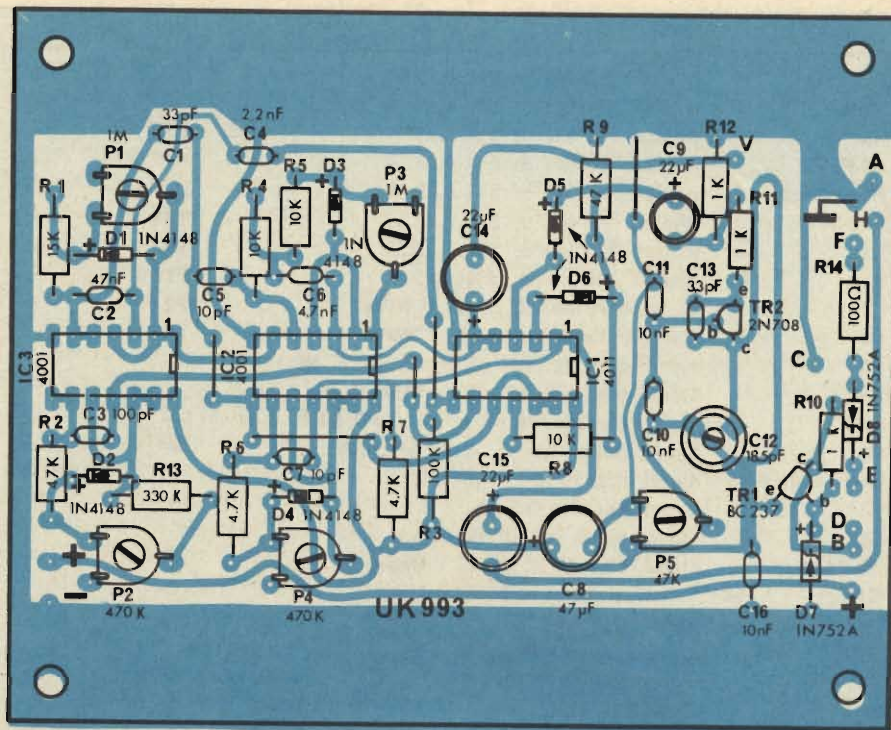 33pF
2.2nF
1M
P1
C1
C4
R5
D3
P3
1M
R9
C9
22µF
R12
V
A
R1
15K
R4
10K
10K
47K
1K
R11
1K
H
F
D1
1N4148
1N
4148
22µF
C14
D5
1N4148
D6
R14
100Ω
47nF
C2
C5
10pF
C6
4.7nF
C11
10nF
C13
3.3pF
e
b
c
TR2
2N708
C
1
1
1
IC3
4001
IC2
4001
IC1
4011
R2
47K
C3
100pF
R6
4.7K
C7
10pF
R7
4.7K
100K
R3
10K
R8
C10
10nF
C12
18.5pF
R10
1K
D8 1N752A
D2
1N4148
R13
330K
D4
1N4148
C15
22µF
TR1
BC237
c
e
b
E
D
B
P2
470K
P4
470K
UK993
C8
47µF
P5
47K
C16
10nF
D7
1N752A